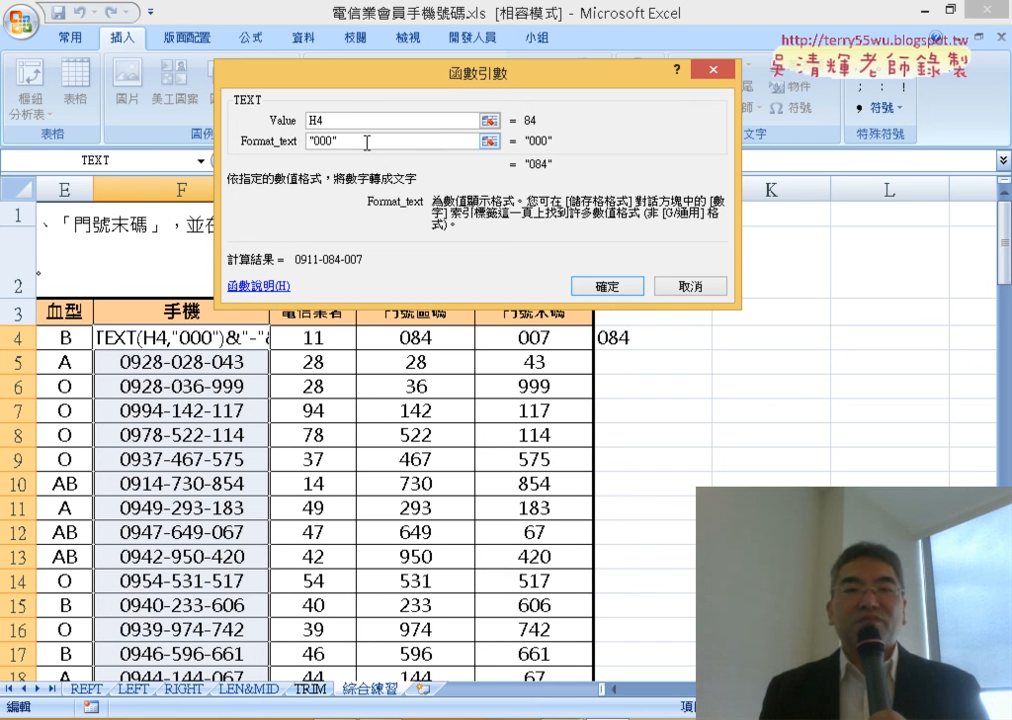 電信業會員手機號碼.xls [相容模式] - Microsoft Excel
常用 插入 版面配置 公式 資料 校閱 檢視 開發人員 小組
http://terry55wu.blogspot.tw
吳清輝老師錄製
樞紐分析表 表格 圖片 美工圖案 物件 符號 符號
表格 圖例 文字 特殊符號
函數引數
TEXT
Value H4 = 84
Format_text "000" = "000"
= "084"
依指定的數值格式，將數字轉成文字
Format_text 為數值顯示格式。您可在 [儲存格格式] 對話方塊中的 [數字] 索引標籤這一頁上找到許多數值格式 (非 [G/通用] 格式)。
計算結果 = 0911-084-007
函數說明(H) 確定 取消
TEXT
E F K L
1 、「門號末碼」，並在
2 。
3 血型 手機 電信業者 門號區碼 門號末碼
4 B TEXT(H4,"000")&"-"& 11 084 007 084
5 A 0928-028-043 28 28 43
6 O 0928-036-999 28 36 999
7 O 0994-142-117 94 142 117
8 O 0978-522-114 78 522 114
9 O 0937-467-575 37 467 575
10 AB 0914-730-854 14 730 854
11 A 0949-293-183 49 293 183
12 AB 0947-649-067 47 649 67
13 AB 0942-950-420 42 950 420
14 O 0954-531-517 54 531 517
15 B 0940-233-606 40 233 606
16 O 0939-974-742 39 974 742
17 B 0946-596-661 46 596 661
18 A 0944-144-067 44 144 67
REPT LEFT RIGHT LEN&MID TRIM 綜合練習
編輯